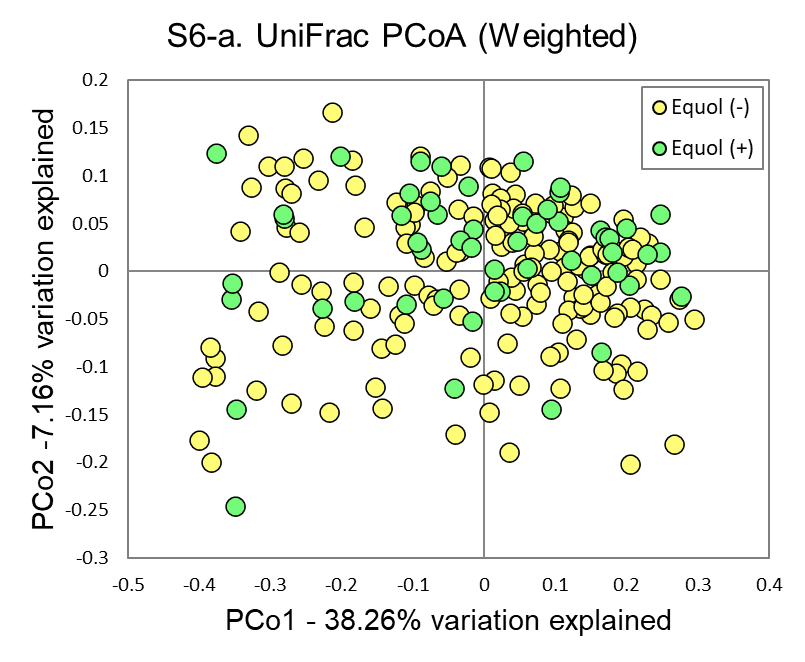 S6-a. UniFrac PCoA (Weighted)
Equol (-)
Equol (+)
0.2
0.15
0.1
0.05
0
-0.05
-0.1
-0.15
-0.2
-0.25
-0.3
PCo2 -7.16% variation explained
-0.5 -0.4 -0.3 -0.2 -0.1 0 0.1 0.2 0.3 0.4
PCo1 - 38.26% variation explained